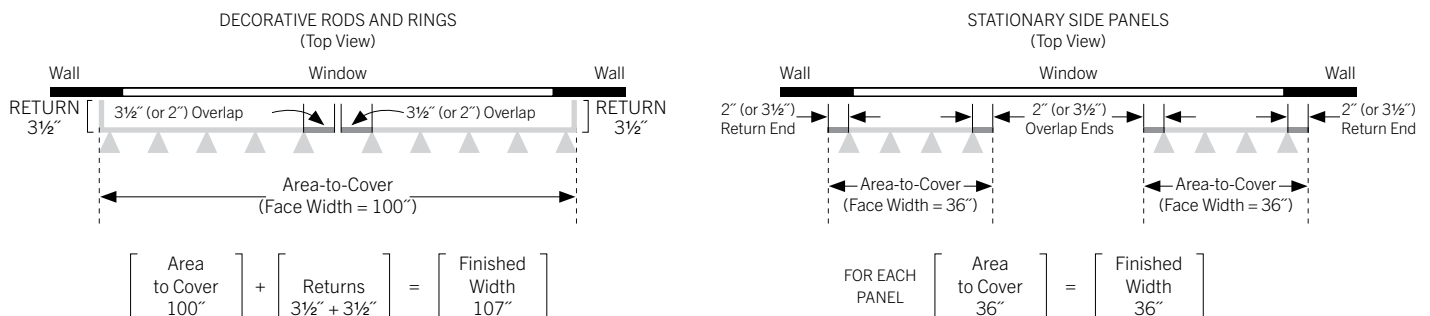 DECORATIVE RODS AND RINGS
(Top View)
Wall Window Wall
RETURN
3½″
3½″ (or 2″) Overlap
3½″ (or 2″) Overlap
RETURN
3½″
Area-to-Cover
(Face Width = 100″)
Area
to Cover
100″
+
Returns
3½″ + 3½″
=
Finished
Width
107″
STATIONARY SIDE PANELS
(Top View)
Wall Window Wall
2″ (or 3½″)
Return End
2″ (or 3½″)
Overlap Ends
2″ (or 3½″)
Return End
Area-to-Cover
(Face Width = 36″)
Area-to-Cover
(Face Width = 36″)
FOR EACH
PANEL
Area
to Cover
36″
=
Finished
Width
36″